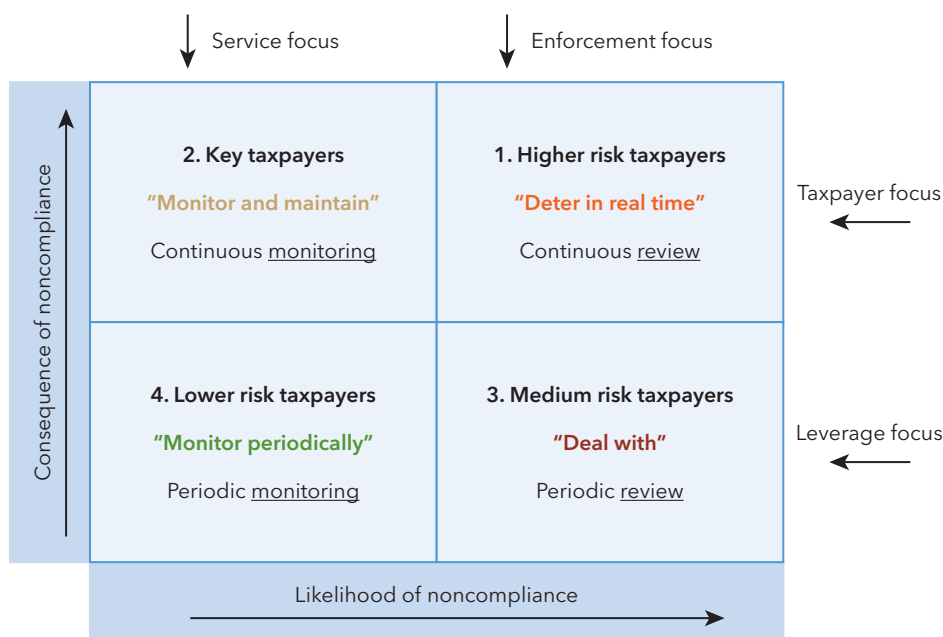 Service focus
Enforcement focus
Consequence of noncompliance
2. Key taxpayers
"Monitor and maintain"
Continuous monitoring
1. Higher risk taxpayers
"Deter in real time"
Continuous review
Taxpayer focus
4. Lower risk taxpayers
"Monitor periodically"
Periodic monitoring
3. Medium risk taxpayers
"Deal with"
Periodic review
Leverage focus
Likelihood of noncompliance